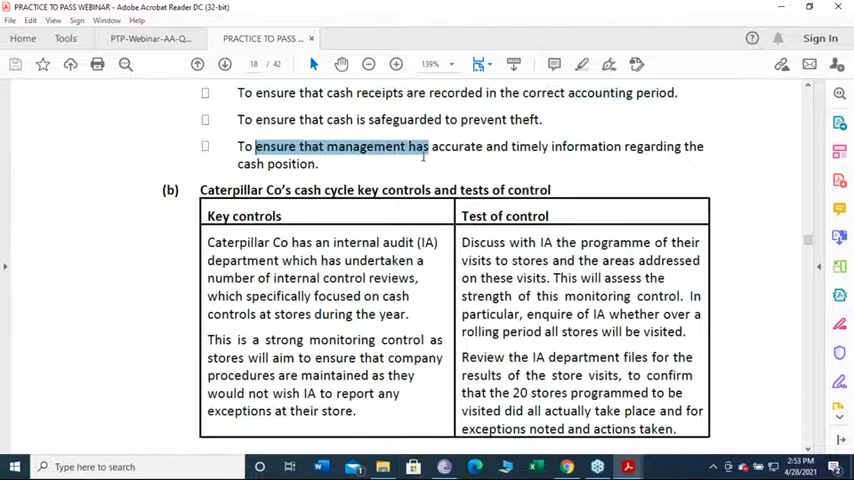 PRACTICE TO PASS WEBINAR - Adobe Acrobat Reader DC (32-bit)
File Edit View Sign Window Help
Home Tools PTP-Webinar-AA-Q... PRACTICE TO PASS ... × Sign In
18 / 42 139%
To ensure that cash receipts are recorded in the correct accounting period.
To ensure that cash is safeguarded to prevent theft.
To ensure that management has accurate and timely information regarding the
cash position.
(b) Caterpillar Co's cash cycle key controls and tests of control
Key controls
Caterpillar Co has an internal audit (IA)
department which has undertaken a
number of internal control reviews,
which specifically focused on cash
controls at stores during the year.
This is a strong monitoring control as
stores will aim to ensure that company
procedures are maintained as they
would not wish IA to report any
exceptions at their store.
Test of control
Discuss with IA the programme of their
visits to stores and the areas addressed
on these visits. This will assess the
strength of this monitoring control. In
particular, enquire of IA whether over a
rolling period all stores will be visited.
Review the IA department files for the
results of the store visits, to confirm
that the 20 stores programmed to be
visited did all actually take place and for
exceptions noted and actions taken.
Type here to search
2:53 PM
4/28/2021